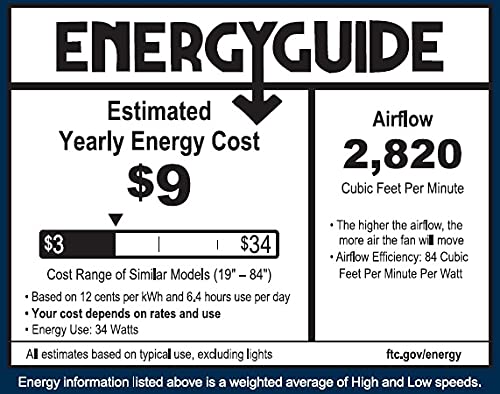 ENERGYGUIDE
Estimated
Yearly Energy Cost
$9
$3
$34
Cost Range of Similar Models (19" – 84")
• Based on 12 cents per kWh and 6.4 hours use per day
• Your cost depends on rates and use
• Energy Use: 34 Watts
Airflow
2,820
Cubic Feet Per Minute
• The higher the airflow, the
more air the fan will move
• Airflow Efficiency: 84 Cubic
Feet Per Minute Per Watt
All estimates based on typical use, excluding lights
ftc.gov/energy
Energy information listed above is a weighted average of High and Low speeds.